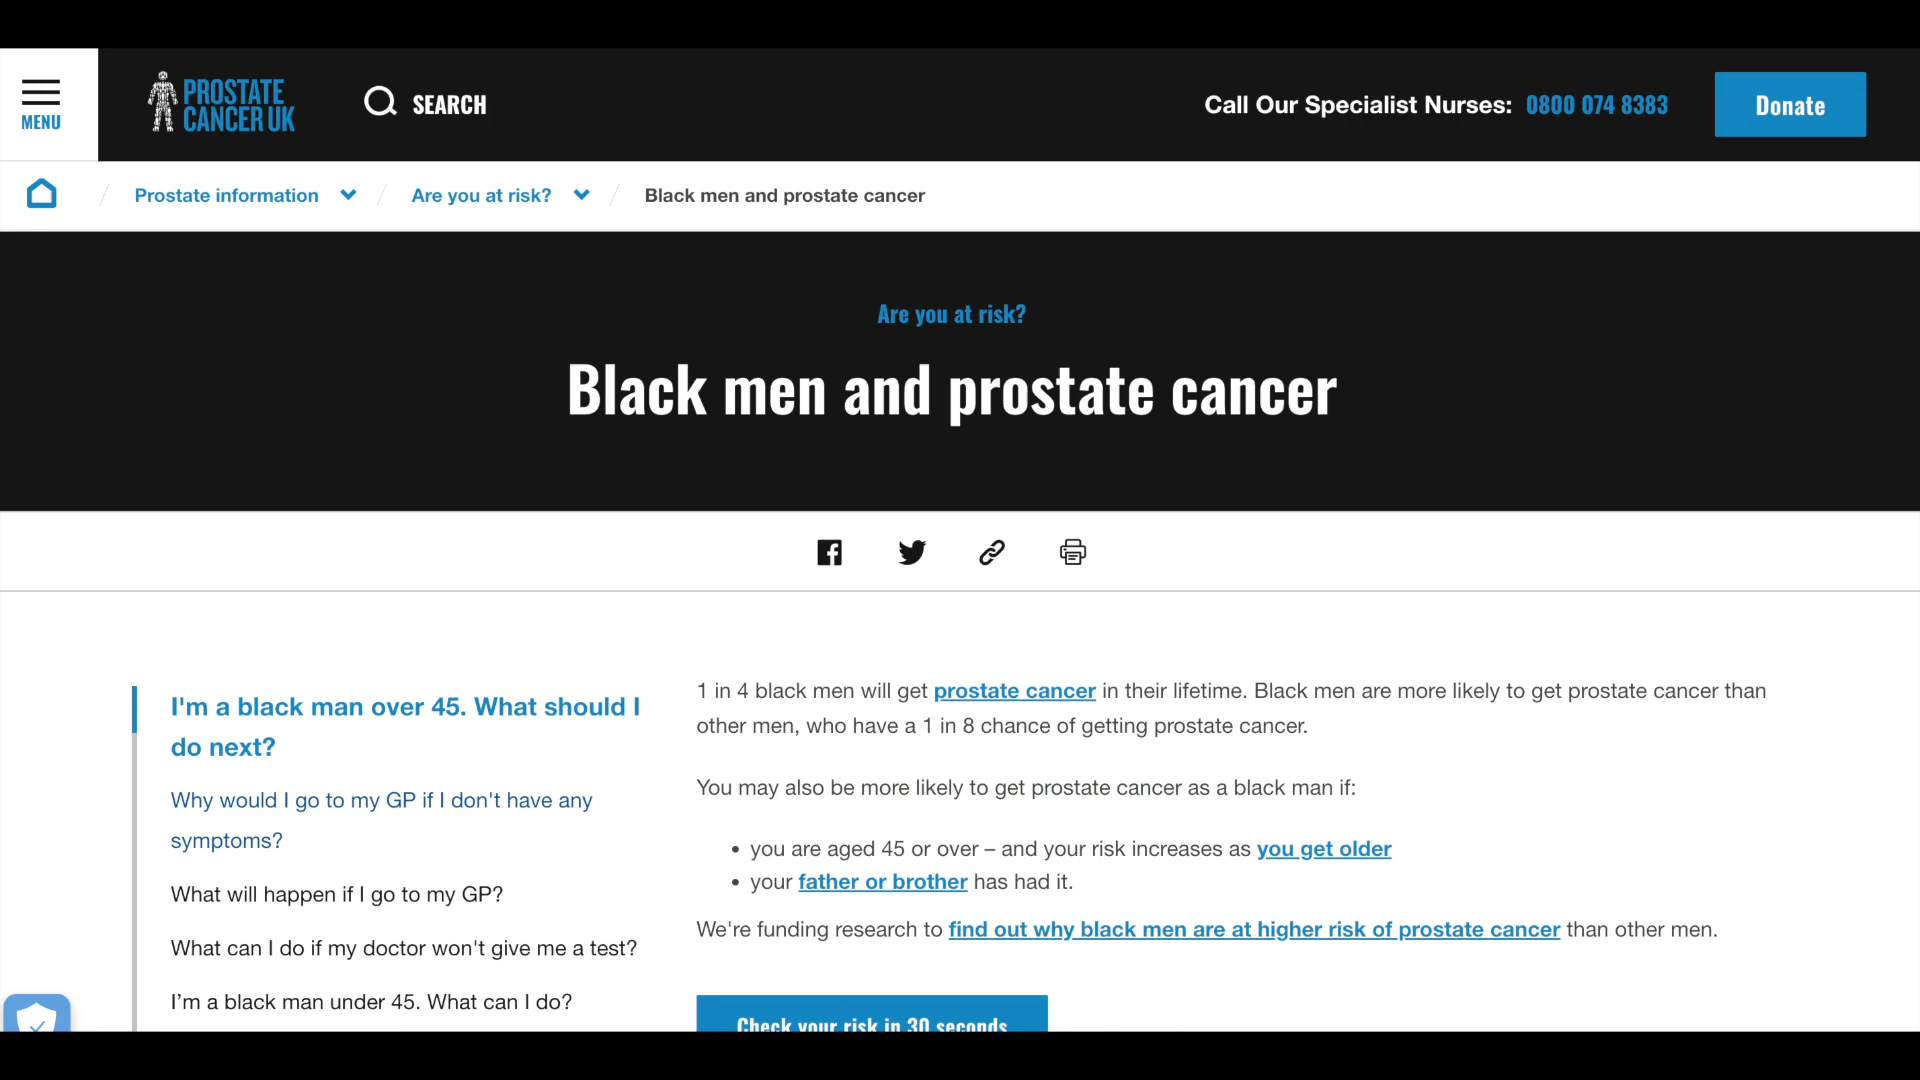 MENU
PROSTATE
CANCER UK
SEARCH
Call Our Specialist Nurses: 0800 074 8383
Donate
Prostate information
Are you at risk?
Black men and prostate cancer
Are you at risk?
Black men and prostate cancer
I'm a black man over 45. What should I
do next?
Why would I go to my GP if I don't have any
symptoms?
What will happen if I go to my GP?
What can I do if my doctor won't give me a test?
I’m a black man under 45. What can I do?
1 in 4 black men will get prostate cancer in their lifetime. Black men are more likely to get prostate cancer than
other men, who have a 1 in 8 chance of getting prostate cancer.
You may also be more likely to get prostate cancer as a black man if:
• you are aged 45 or over – and your risk increases as you get older
• your father or brother has had it.
We're funding research to find out why black men are at higher risk of prostate cancer than other men.
Check your risk in 30 seconds